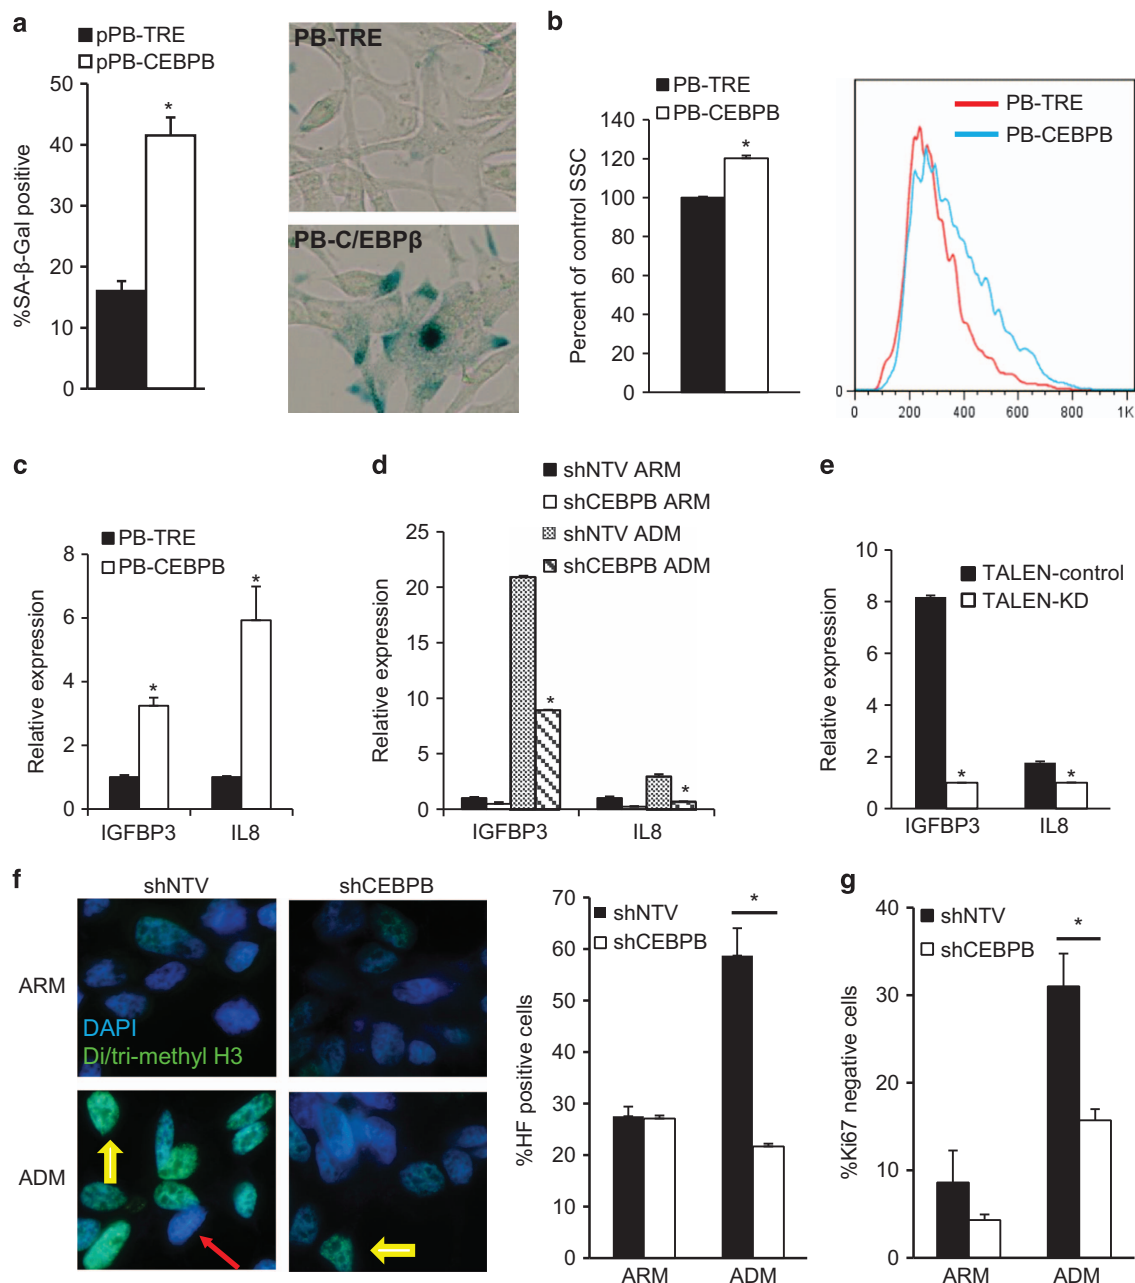 a
pPB-TRE
pPB-CEBPB
%SA-β-Gal positive
50
40
30
20
10
0
*
PB-TRE
PB-C/EBPβ
b
PB-TRE
PB-CEBPB
Percent of control SSC
140
120
100
80
60
40
20
0
*
PB-TRE
PB-CEBPB
0
0 200 400 600 800 1K
c
PB-TRE
PB-CEBPB
Relative expression
8
6
4
2
0
* *
IGFBP3 IL8
d
shNTV ARM
shCEBPB ARM
shNTV ADM
shCEBPB ADM
Relative expression
25
20
15
10
5
0
* *
IGFBP3 IL8
e
TALEN-control
TALEN-KD
Relative expression
10
8
6
4
2
0
* *
IGFBP3 IL8
f
shNTV shCEBPB
ARM
DAPI
Di/tri-methyl H3
ADM
shNTV
shCEBPB
%HF positive cells
70
60
50
40
30
20
10
0
*
ARM ADM
g
shNTV
shCEBPB
%Ki67 negative cells
40
30
20
10
0
*
ARM ADM